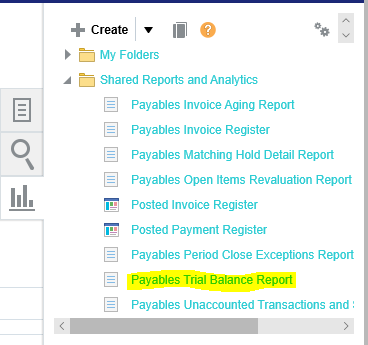 Create
My Folders
Shared Reports and Analytics
Payables Invoice Aging Report
Payables Invoice Register
Payables Matching Hold Detail Report
Payables Open Items Revaluation Report
Posted Invoice Register
Posted Payment Register
Payables Period Close Exceptions Report
Payables Trial Balance Report
Payables Unaccounted Transactions and